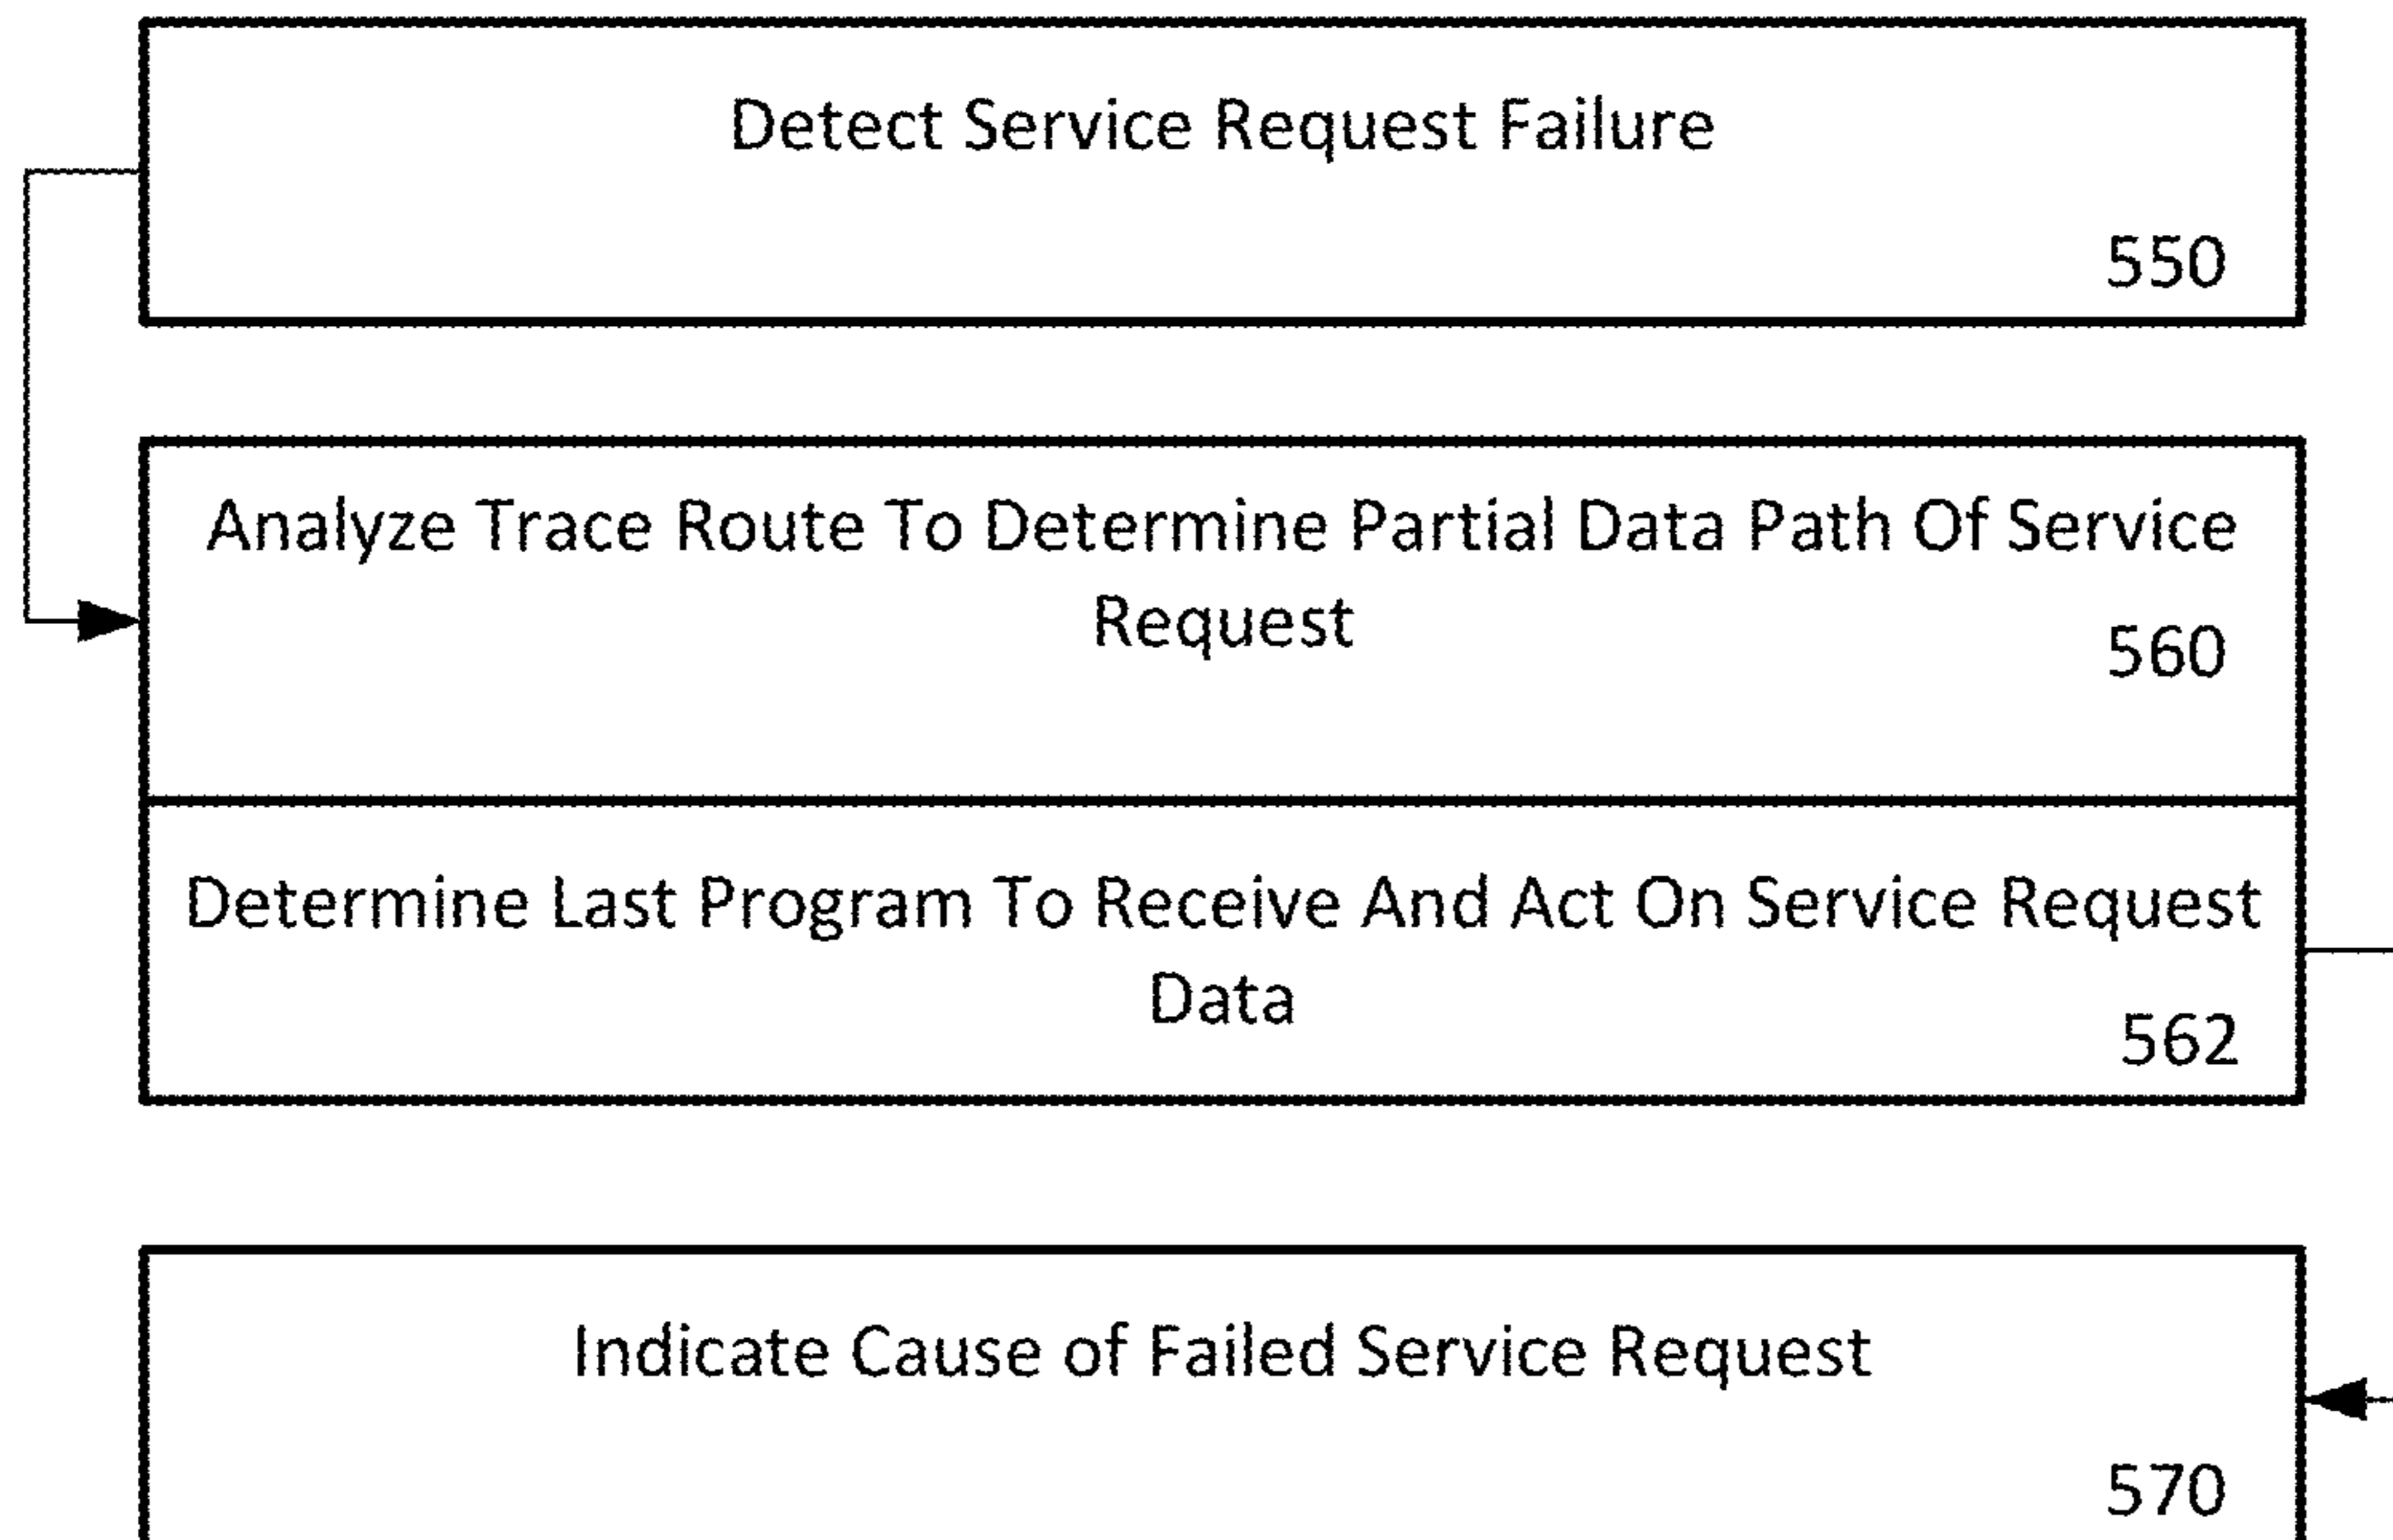 Detect Service Request Failure
550
Analyze Trace Route To Determine Partial Data Path Of Service
Request
560
Determine Last Program To Receive And Act On Service Request
Data
562
Indicate Cause of Failed Service Request
570